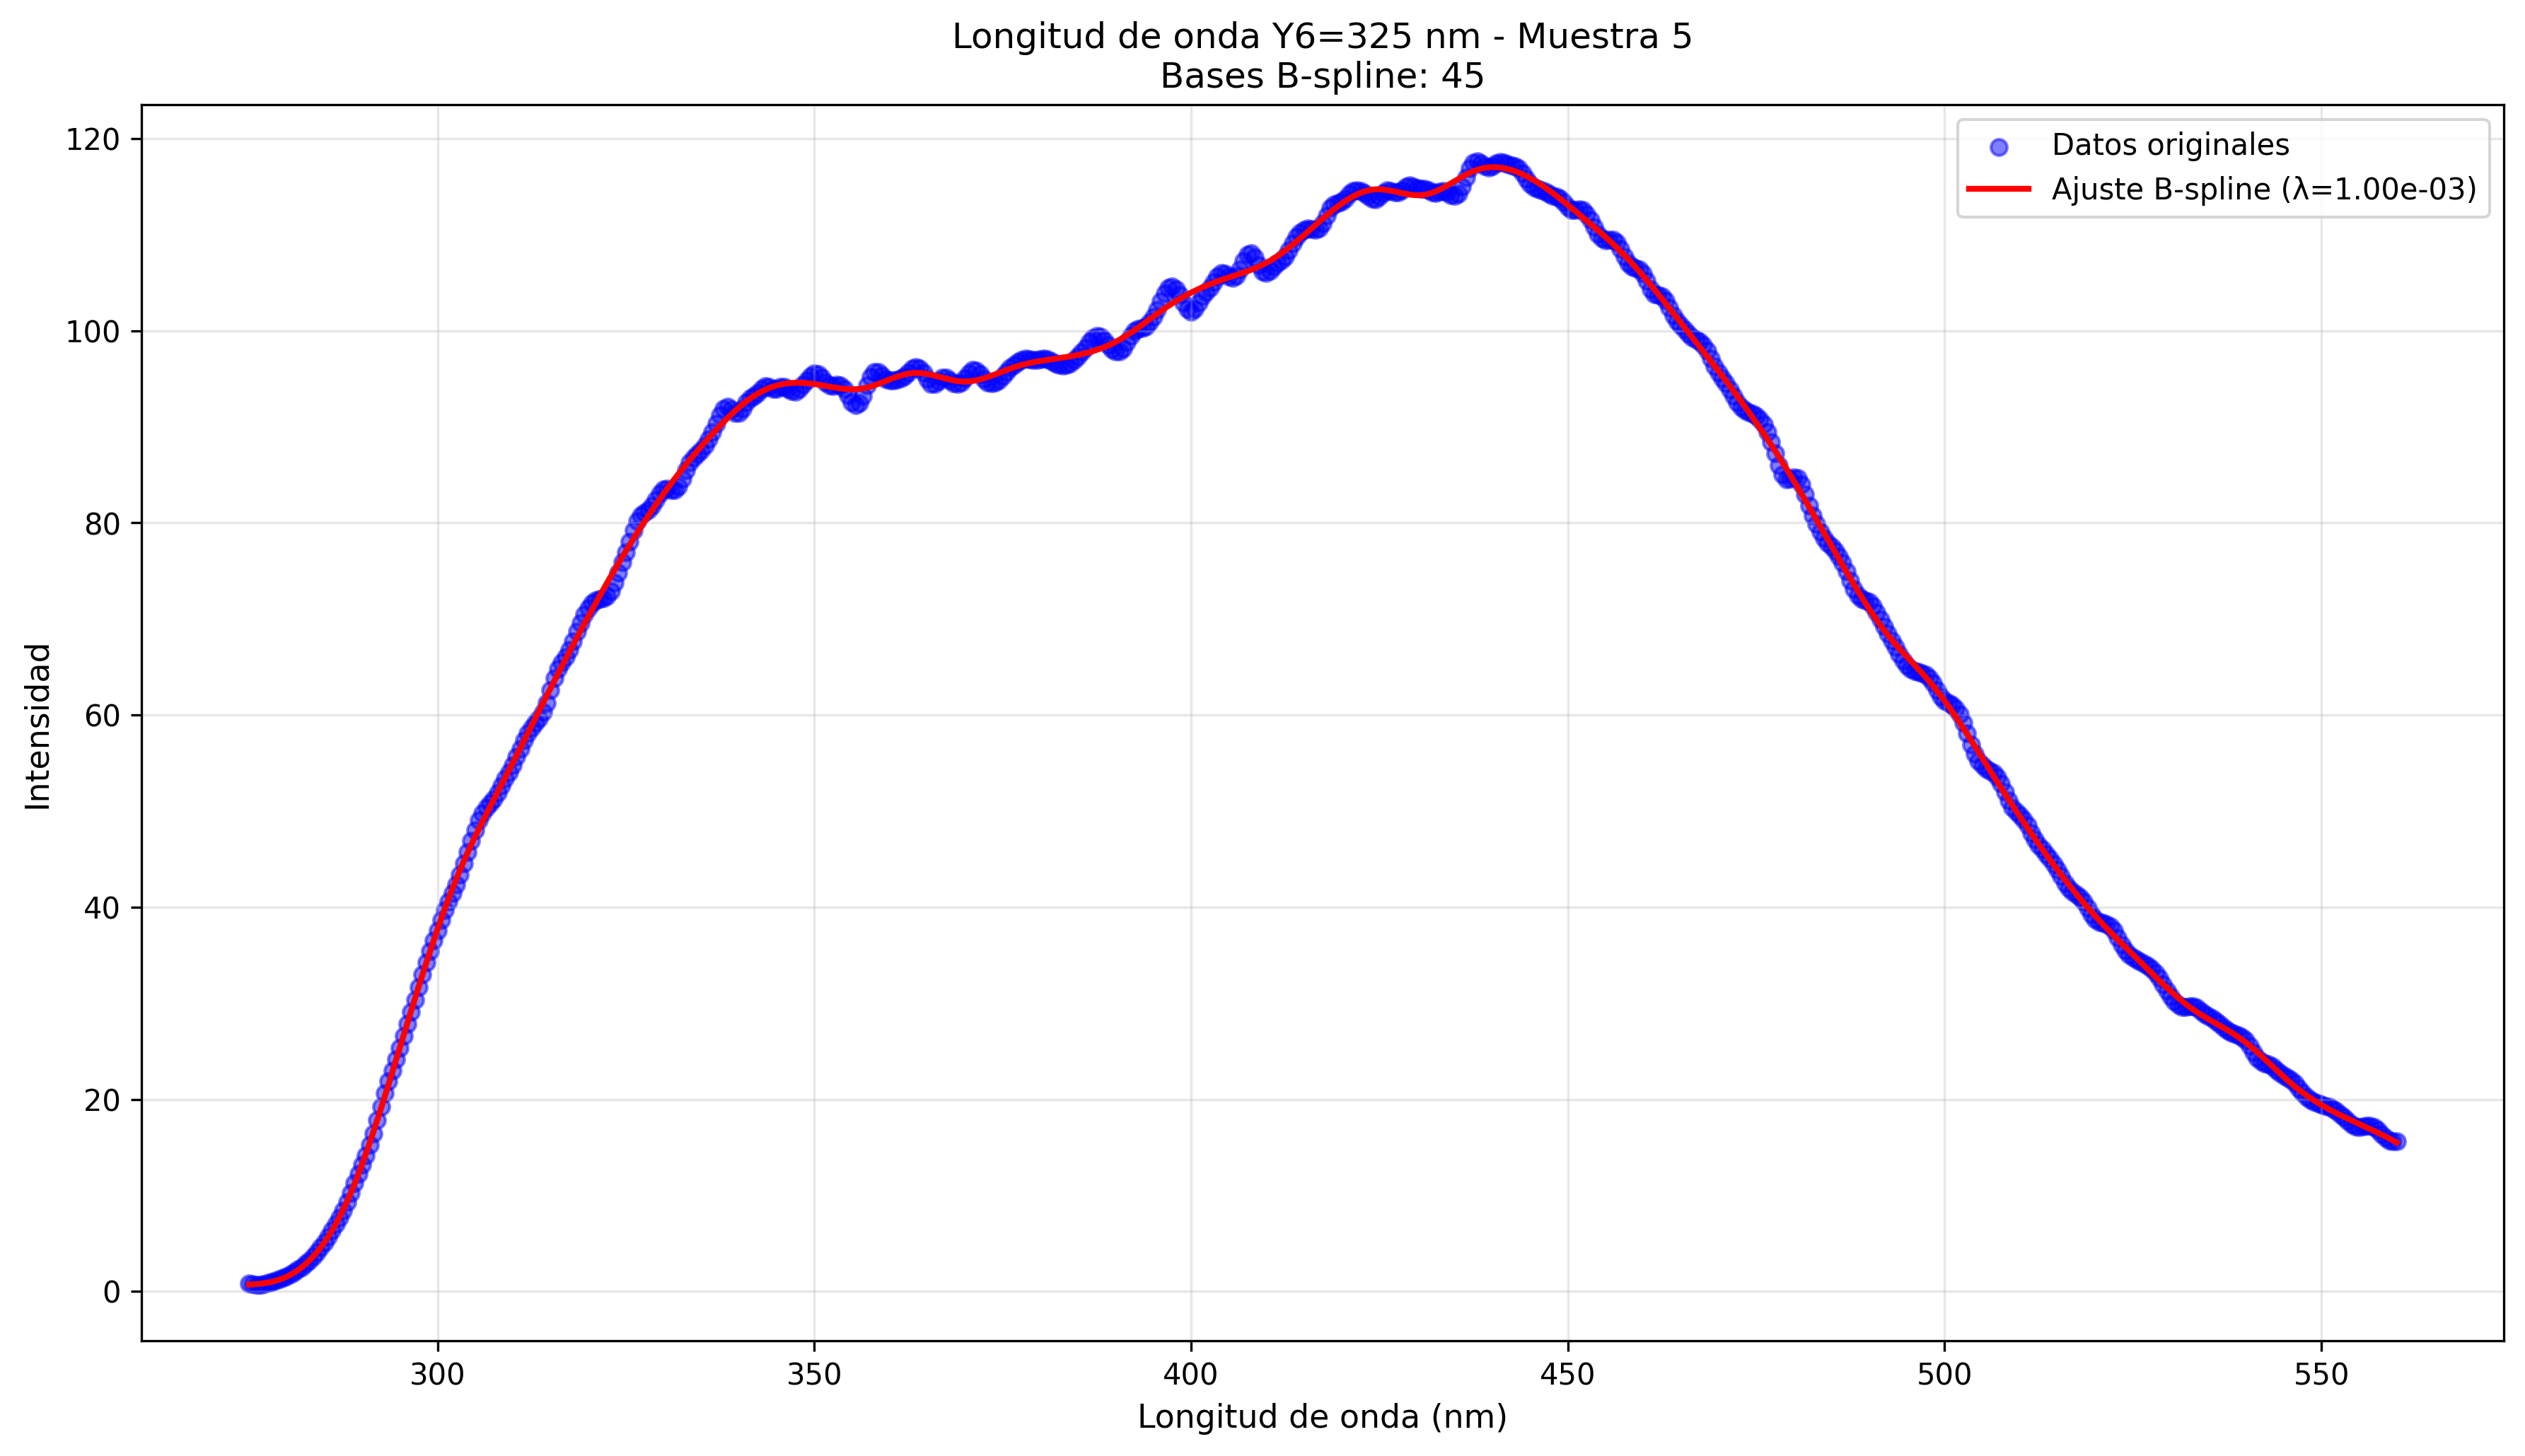 Longitud de onda Y6=325 nm - Muestra 5
Bases B-spline: 45
Datos originales
Ajuste B-spline (λ=1.00e-03)
Intensidad
120
100
80
60
40
20
0
300 350 400 450 500 550
Longitud de onda (nm)